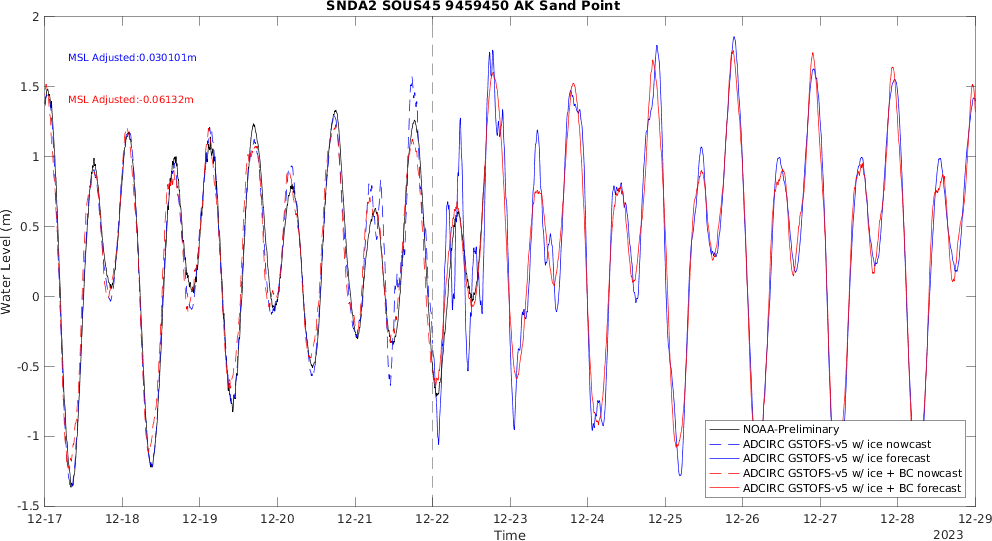 SNDA2 SOUS45 9459450 AK Sand Point
MSL Adjusted:0.030101m
MSL Adjusted:-0.06132m
Water Level (m)
2
1.5
1
0.5
0
-0.5
-1
-1.5
NOAA-Preliminary
ADCIRC GSTOFS-v5 w/ ice nowcast
ADCIRC GSTOFS-v5 w/ ice forecast
ADCIRC GSTOFS-v5 w/ ice + BC nowcast
ADCIRC GSTOFS-v5 w/ ice + BC forecast
12-17 12-18 12-19 12-20 12-21 12-22 12-23 12-24 12-25 12-26 12-27 12-28 12-29
Time
2023